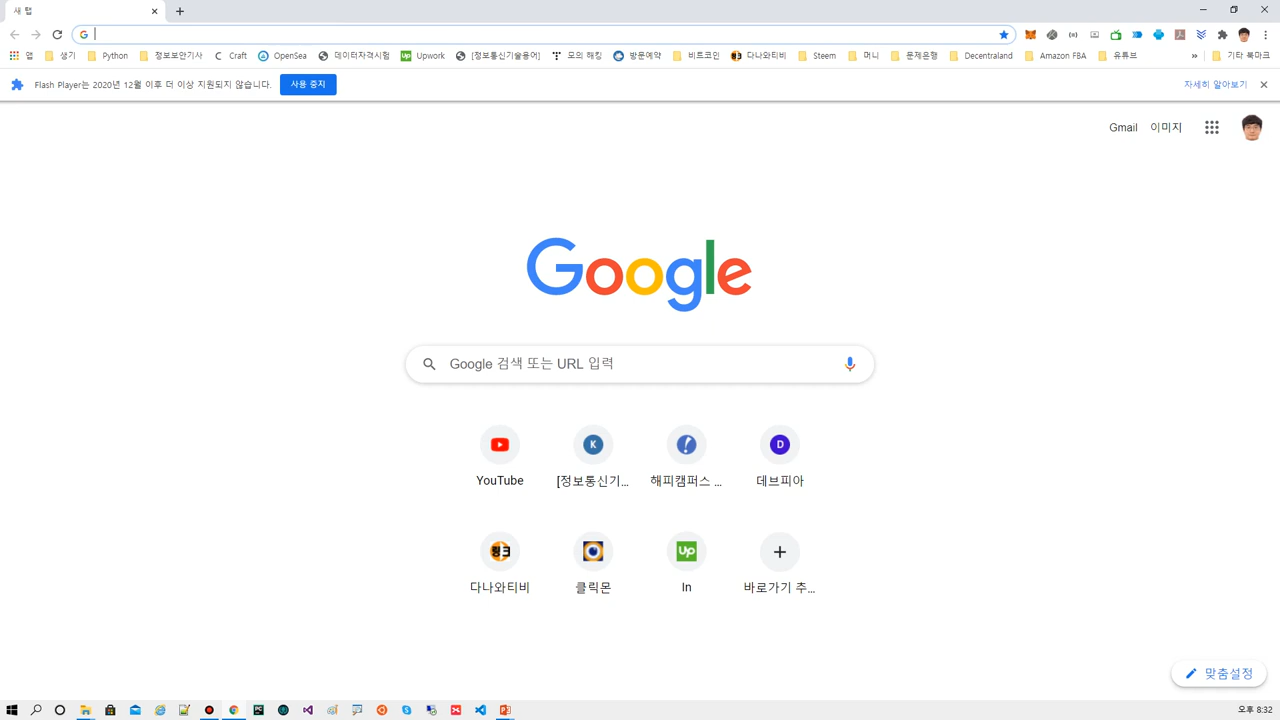 새 탭
앱 생기 Python 정보보안기사 Craft OpenSea 데이터자격시험 Upwork [정보통신기술용어] 모의 해킹 방문예약 비트코인 다나와티비 Steem 머니 문제은행 Decentraland Amazon FBA 유튜브 » 기타 북마크
Flash Player는 2020년 12월 이후 더 이상 지원되지 않습니다. 사용 중지 자세히 알아보기
Gmail 이미지
Google
Google 검색 또는 URL 입력
K D
YouTube [정보통신기... 해피캠퍼스 ... 데브피아
Up
다나와티비 클릭몬 In 바로가기 추...
맞춤설정
오후 8:32